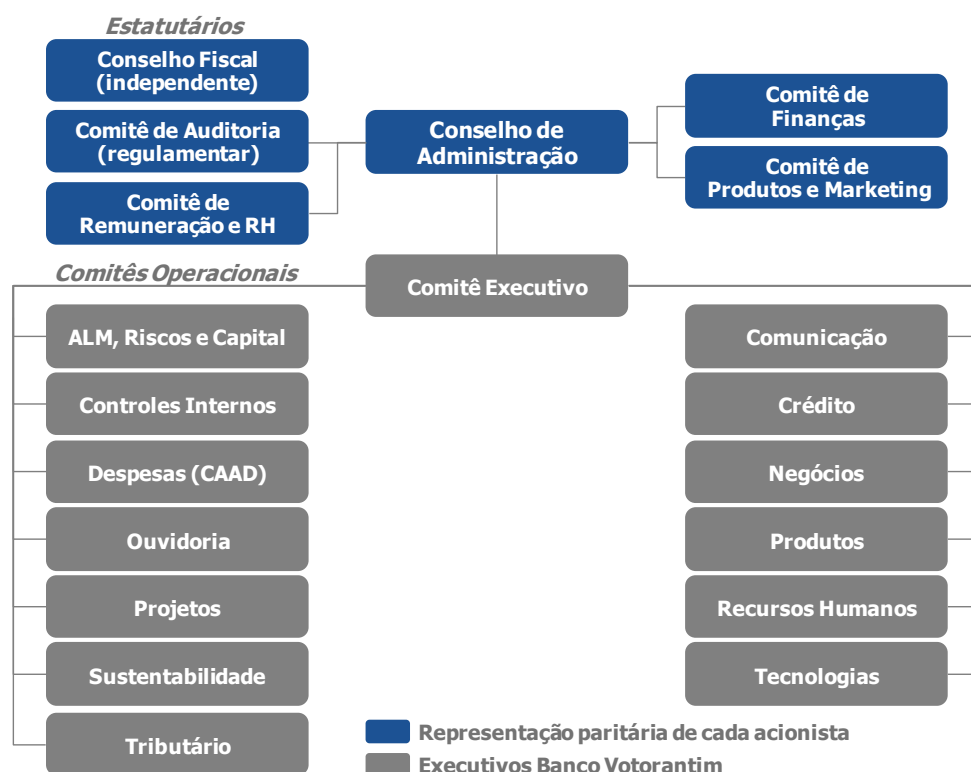 Estatutários
Conselho Fiscal
(independente)
Comitê de Auditoria
(regulamentar)
Comitê de
Remuneração e RH
Conselho de
Administração
Comitê de
Finanças
Comitê de
Produtos e Marketing
Comitês Operacionais
Comitê Executivo
ALM, Riscos e Capital
Controles Internos
Despesas (CAAD)
Ouvidoria
Projetos
Sustentabilidade
Tributário
Comunicação
Crédito
Negócios
Produtos
Recursos Humanos
Tecnologias
Representação paritária de cada acionista
Executivos Banco Votorantim